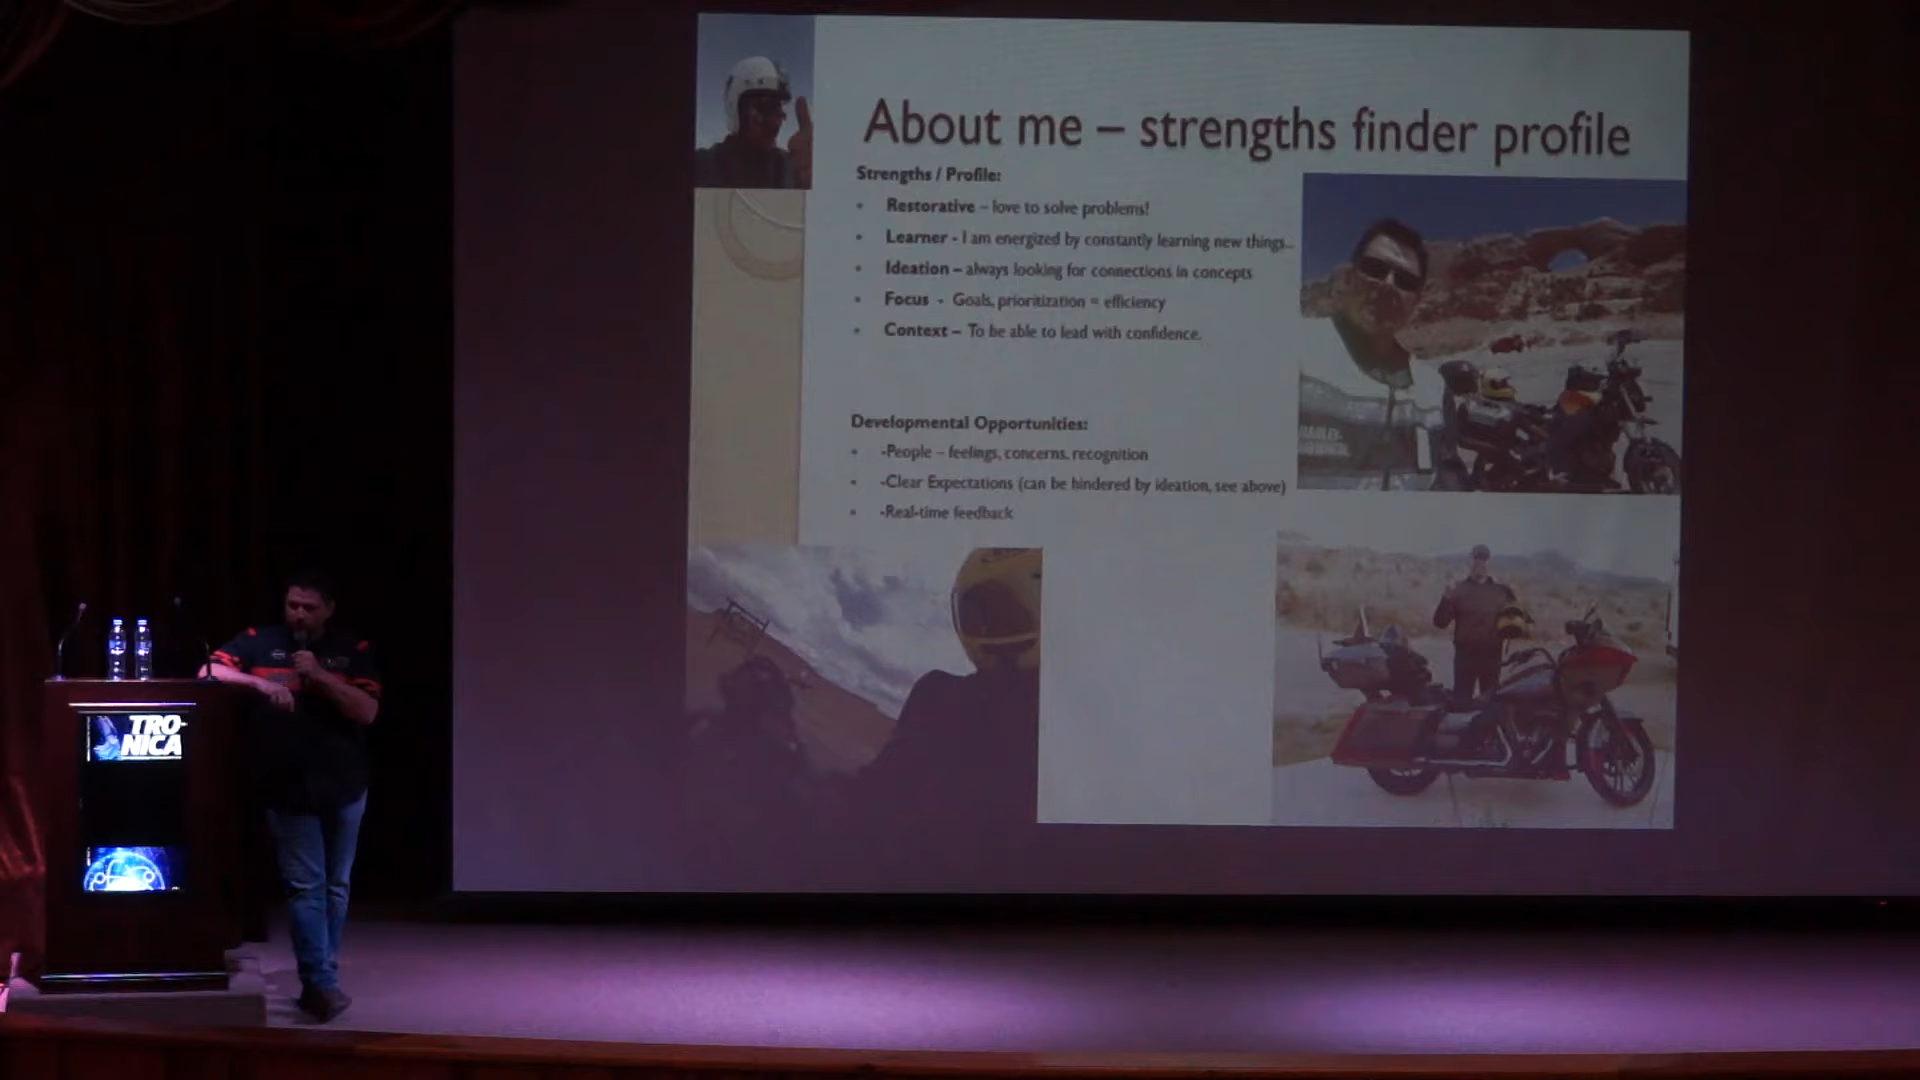 About me – strengths finder profile
Strengths / Profile:
• Restorative – love to solve problems!
• Learner - I am energized by constantly learning new things..
• Ideation – always looking for connections in concepts
• Focus - Goals, prioritization = efficiency
• Context – To be able to lead with confidence.
Developmental Opportunities:
• -People – feelings, concerns, recognition
• -Clear Expectations (can be hindered by ideation, see above)
• -Real-time feedback
TRO-
NICA